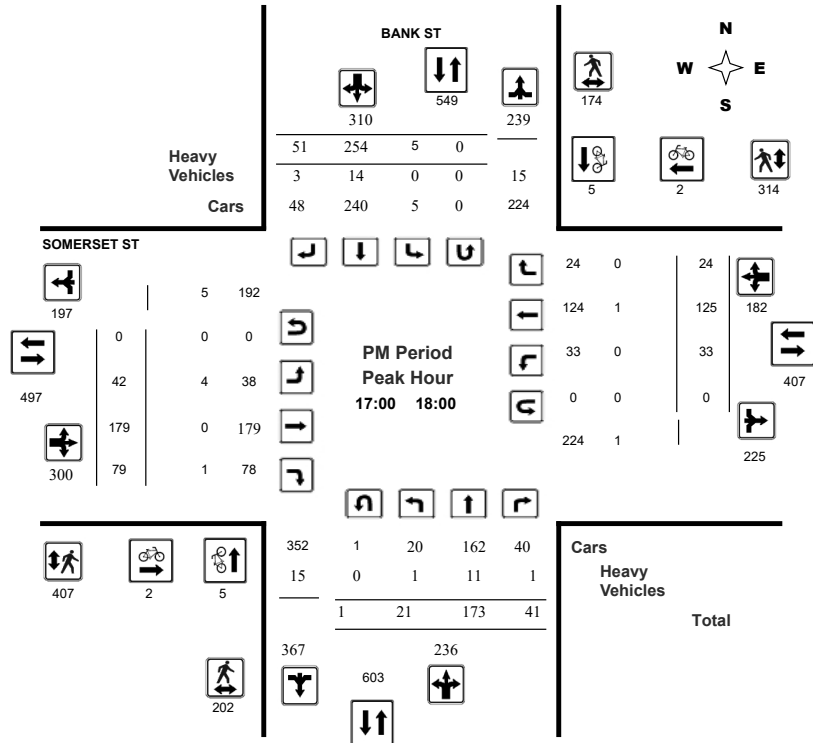 BANK ST
N
W E
S
549
174
310 239
51 254 5 0
Heavy
Vehicles
3 14 0 0 15
Cars
48 240 5 0 224
5 2 314
SOMERSET ST
197
5 192
24 0 24
182
0 0 0
124 1 125
497
42 4 38
33 0 33
407
PM Period
Peak Hour
17:00 18:00
179 0 179
0 0 0
300
79 1 78
224 1
225
352 1 20 162 40
Cars
15 0 1 11 1
Heavy
Vehicles
407 2 5
1 21 173 41
Total
367 236
603
202